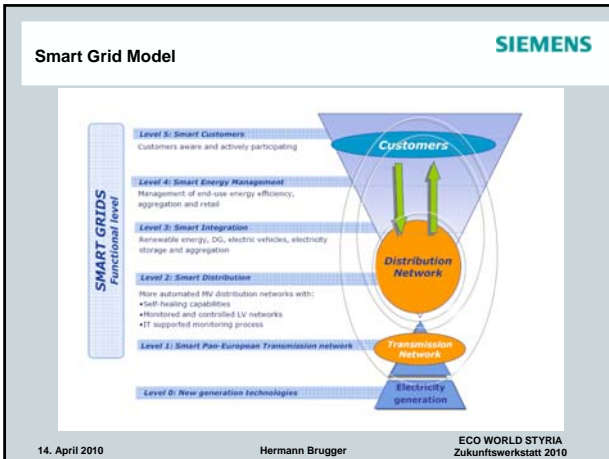 Smart Grid Model
SIEMENS
SMART GRIDS
Functional level
Level 5: Smart Customers
Customers aware and actively participating
Level 4: Smart Energy Management
Management of end-use energy efficiency,
aggregation and retail
Level 3: Smart Integration
Renewable energy, DG, electric vehicles, electricity
storage and aggregation
Level 2: Smart Distribution
More automated MV distribution networks with:
•Self-healing capabilities
•Monitored and controlled LV networks
•IT supported monitoring process
Level 1: Smart Pan-European Transmission network
Level 0: New generation technologies
Customers
Distribution
Network
Transmission
Network
Electricity
generation
14. April 2010
Hermann Brugger
ECO WORLD STYRIA
Zukunftswerkstatt 2010